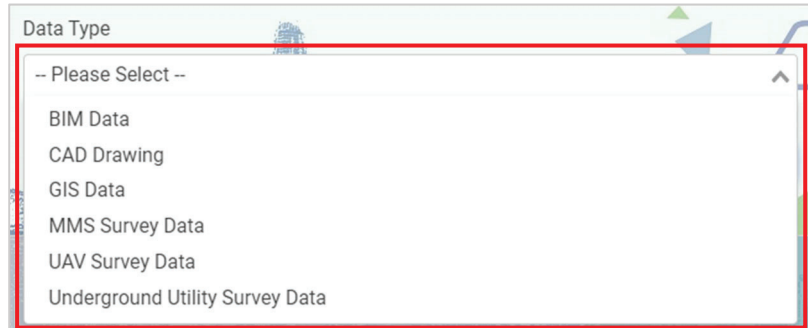 Data Type
-- Please Select --
BIM Data
CAD Drawing
GIS Data
MMS Survey Data
UAV Survey Data
Underground Utility Survey Data